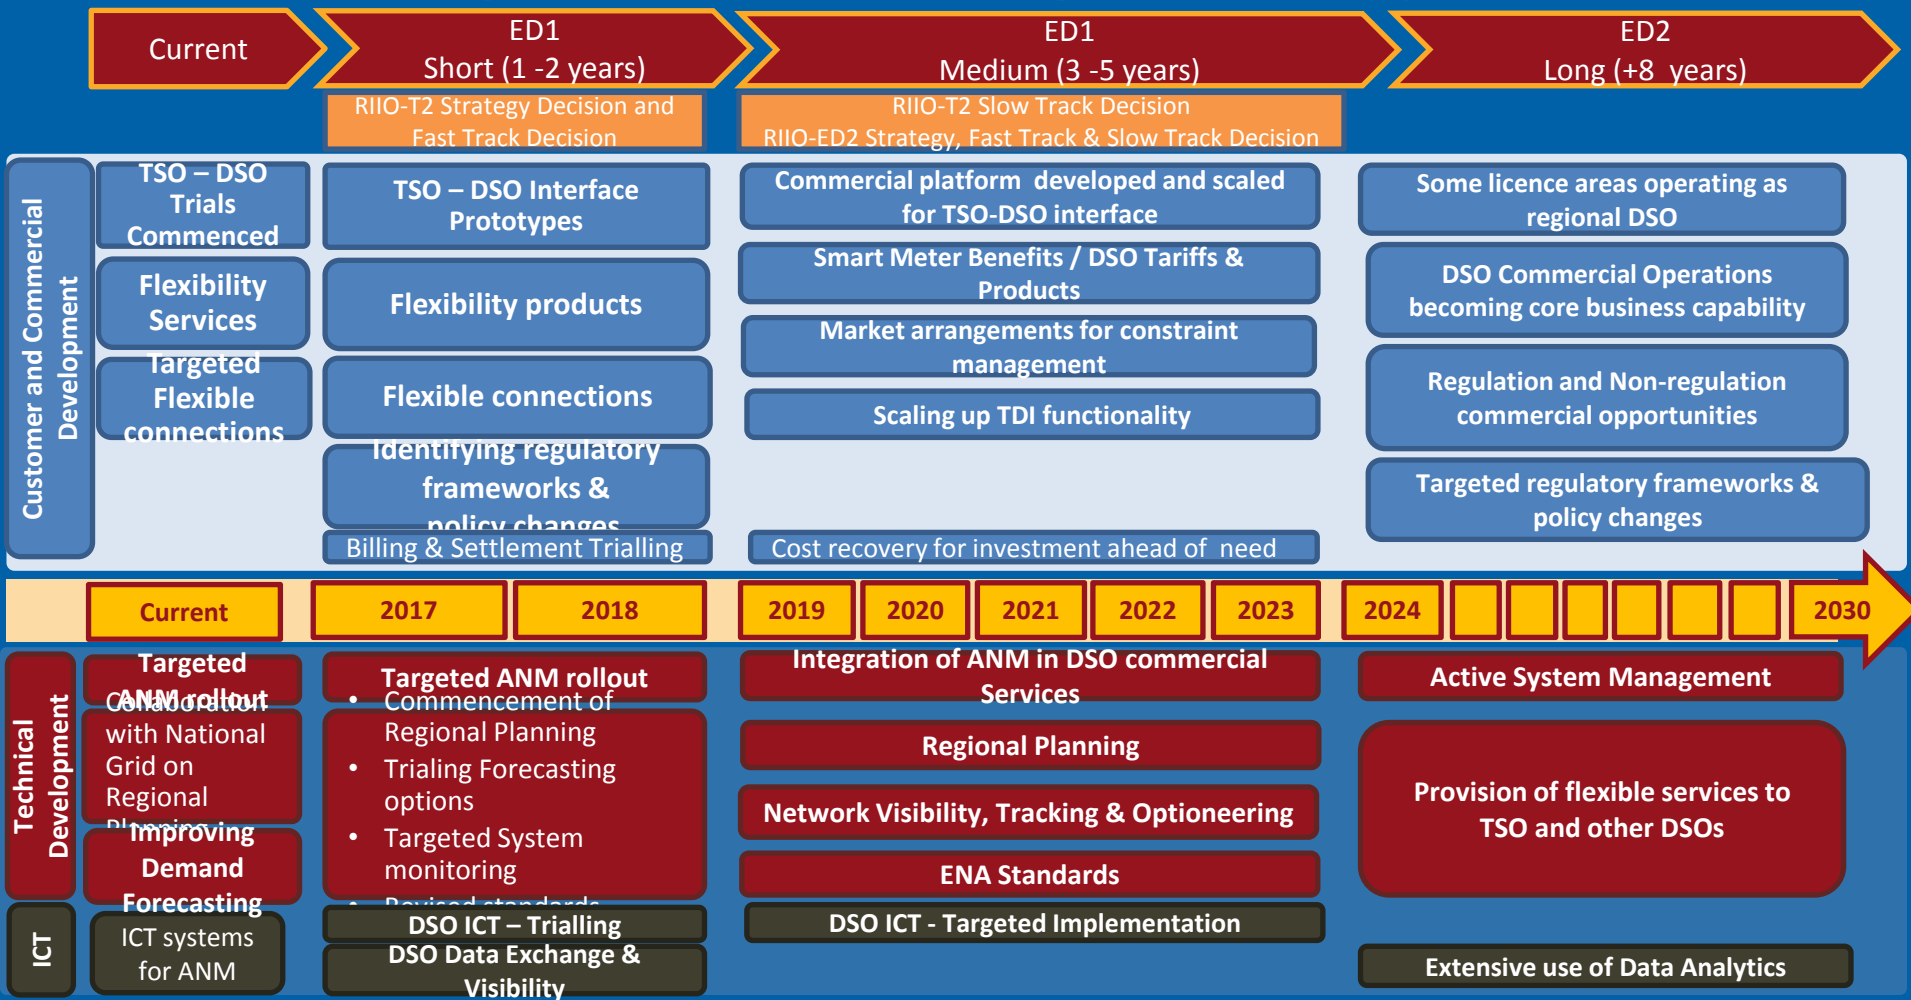 Current
ED1
Short (1 -2 years)
ED1
Medium (3 -5 years)
ED2
Long (+8  years)
RIIO-T2 Strategy Decision and
Fast Track Decision
RIIO-T2 Slow Track Decision
RIIO-ED2 Strategy, Fast Track & Slow Track Decision
Customer and Commercial
Development
TSO – DSO
Trials
Commenced
Flexibility
Services
Targeted
Flexible
connections
TSO – DSO Interface
Prototypes
Flexibility products
Flexible connections
Identifying regulatory
frameworks &
policy changes
Billing & Settlement Trialling
Commercial platform  developed and scaled
for TSO-DSO interface
Smart Meter Benefits / DSO Tariffs &
Products
Market arrangements for constraint
management
Scaling up TDI functionality
Cost recovery for investment ahead of  need
Some licence areas operating as
regional DSO
DSO Commercial Operations
becoming core business capability
Regulation and Non-regulation
commercial opportunities
Targeted regulatory frameworks &
policy changes
Current
2017
2018
2019
2020
2021
2022
2023
2024
2030
Technical
Development
Targeted
ANM rollout
Collaboration
with National
Grid on
Regional
Planning
Improving
Demand
Forecasting
Targeted ANM rollout
• Commencement of
Regional Planning
• Trialing Forecasting
options
• Targeted System
monitoring
• Revised standards
Integration of ANM in DSO commercial
Services
Regional Planning
Network Visibility, Tracking & Optioneering
ENA Standards
Active System Management
Provision of flexible services to
TSO and other DSOs
ICT
ICT systems
for ANM
DSO ICT – Trialling
DSO Data Exchange &
Visibility
DSO ICT - Targeted Implementation
Extensive use of Data Analytics